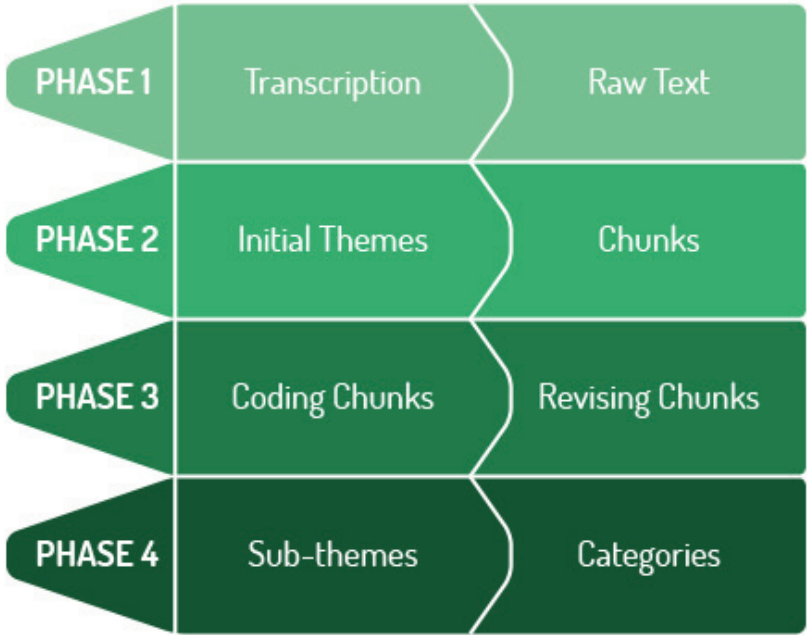 PHASE 1 Transcription Raw Text
PHASE 2 Initial Themes Chunks
PHASE 3 Coding Chunks Revising Chunks
PHASE 4 Sub-themes Categories